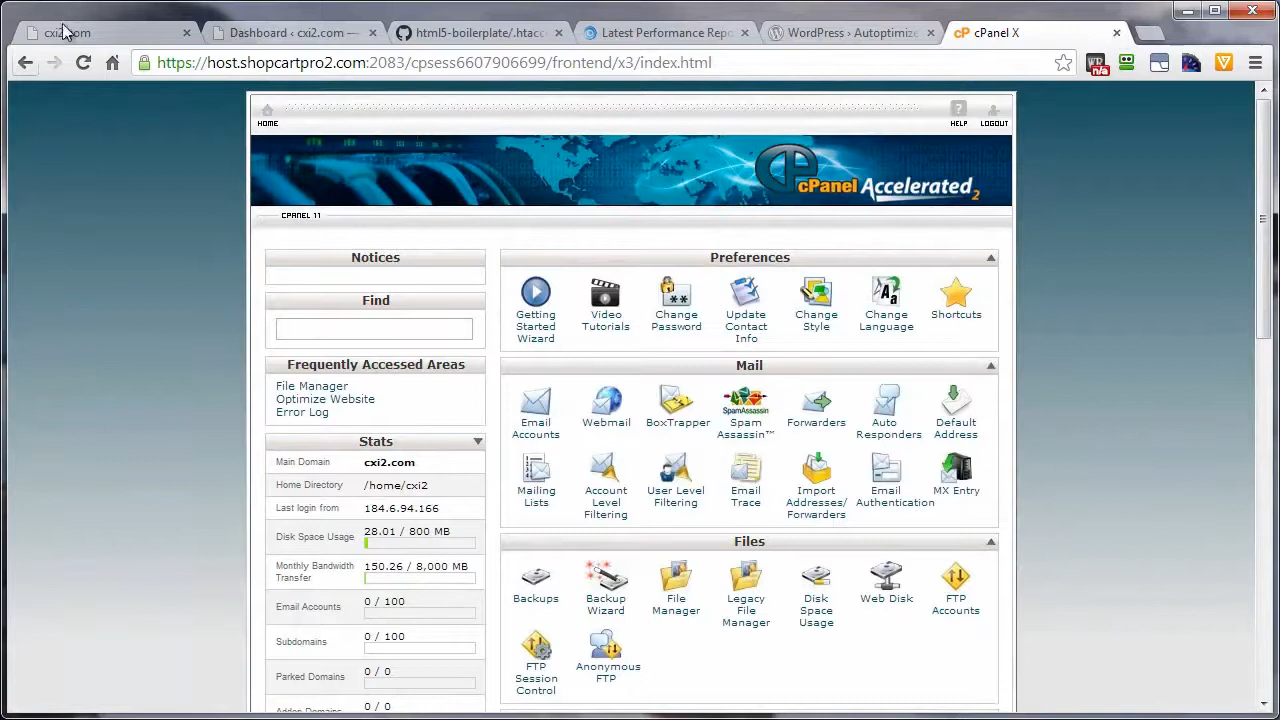 cxi2.com
Dashboard ‹ cxi2.com —
html5-boilerplate/.htacc
Latest Performance Repo
WordPress › Autoptimize
cP cPanel X
https://host.shopcartpro2.com:2083/cpsess6607906699/frontend/x3/index.html
n/a
HOME
HELP
LOGOUT
cPanel Accelerated2
CPANEL 11
Notices
Find
Frequently Accessed Areas
File Manager
Optimize Website
Error Log
Stats
Main Domain cxi2.com
Home Directory /home/cxi2
Last login from 184.6.94.166
Disk Space Usage 28.01 / 800 MB
Monthly Bandwidth Transfer 150.26 / 8,000 MB
Email Accounts 0 / 100
Subdomains 0 / 100
Parked Domains 0 / 0
Addon Domains 0 / 0
Preferences
Getting Started Wizard
Video Tutorials
Change Password
Update Contact Info
Change Style
Change Language
Shortcuts
Mail
Email Accounts
Webmail
BoxTrapper
SpamAssassin
Spam Assassin™
Forwarders
Auto Responders
Default Address
Mailing Lists
Account Level Filtering
User Level Filtering
Email Trace
Import Addresses/ Forwarders
Email Authentication
MX Entry
Files
Backups
Backup Wizard
File Manager
Legacy File Manager
Disk Space Usage
Web Disk
FTP Accounts
FTP Session Control
Anonymous FTP